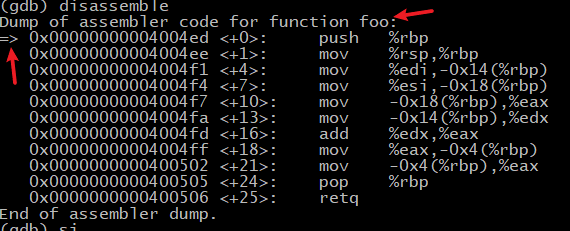 (gdb) disassemble
Dump of assembler code for function foo:
=> 0x00000000004004ed <+0>: push %rbp
0x00000000004004ee <+1>: mov %rsp,%rbp
0x00000000004004f1 <+4>: mov %edi,-0x14(%rbp)
0x00000000004004f4 <+7>: mov %esi,-0x18(%rbp)
0x00000000004004f7 <+10>: mov -0x18(%rbp),%eax
0x00000000004004fa <+13>: mov -0x14(%rbp),%edx
0x00000000004004fd <+16>: add %edx,%eax
0x00000000004004ff <+18>: mov %eax,-0x4(%rbp)
0x0000000000400502 <+21>: mov -0x4(%rbp),%eax
0x0000000000400505 <+24>: pop %rbp
0x0000000000400506 <+25>: retq
End of assembler dump.
(gdb) si